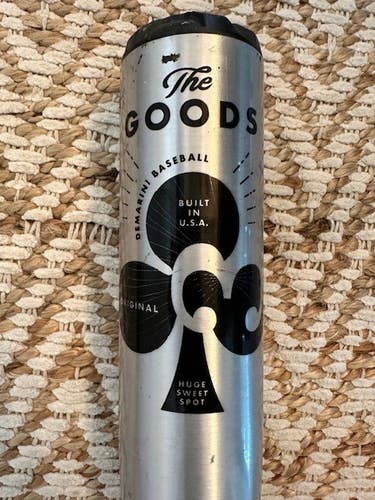 The
GOODS
DEMARINI BASEBALL
BUILT
IN
U.S.A.
ORIGINAL
HUGE
SWEET
SPOT